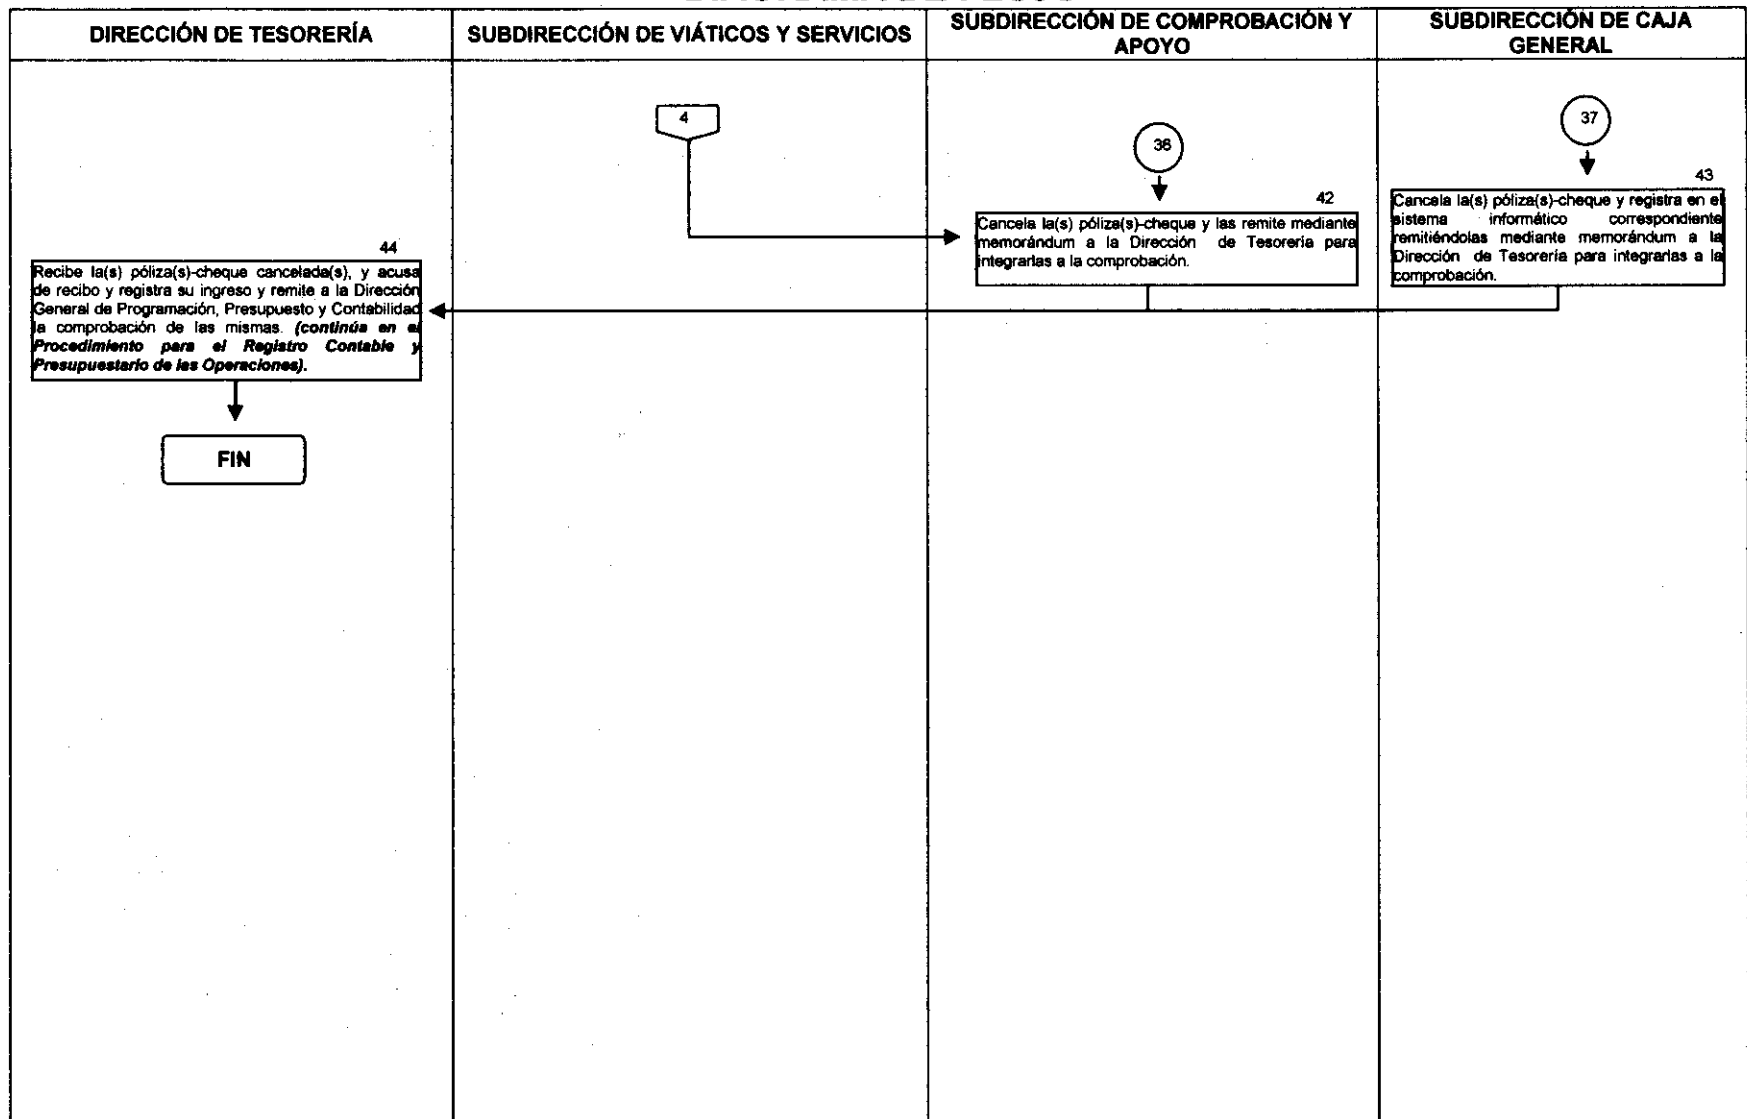 DIRECCIÓN DE TESORERÍA
SUBDIRECCIÓN DE VIÁTICOS Y SERVICIOS
SUBDIRECCIÓN DE COMPROBACIÓN Y
APOYO
SUBDIRECCIÓN DE CAJA
GENERAL
4
36
37
42
Cancela la(s) póliza(s)-cheque y las remite mediante
memorándum a la Dirección de Tesorería para
integrarlas a la comprobación.
43
Cancela la(s) póliza(s)-cheque y registra en el
sistema informático correspondiente
remitiéndolas mediante memorándum a la
Dirección de Tesorería para integrarlas a la
comprobación.
44
Recibe la(s) póliza(s)-cheque cancelada(s), y acusa
de recibo y registra su ingreso y remite a la Dirección
General de Programación, Presupuesto y Contabilidad
la comprobación de las mismas. (continúa en el
Procedimiento para el Registro Contable y
Presupuestario de las Operaciones).
FIN